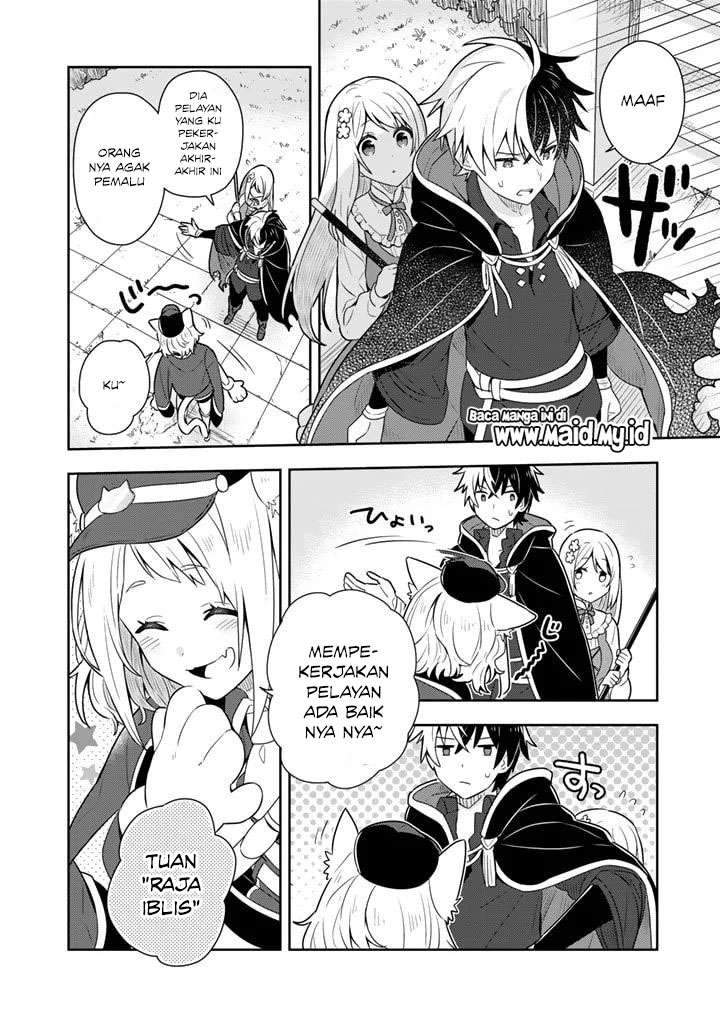 MAAF
ザッ
DIA
PELAYAN
YANG KU
PEKER-
JAKAN
AKHIR-
AKHIR INI
ORANG
NYA AGAK
PEMALU
じ〜
KU~
Baca Manga ini di
www.Maid.My.id
ひょいっ
じ〜
MEMPE-
KERJAKAN
PELAYAN
ADA BAIK
NYA NYA~
すっ
TUAN
"RAJA
IBLIS"